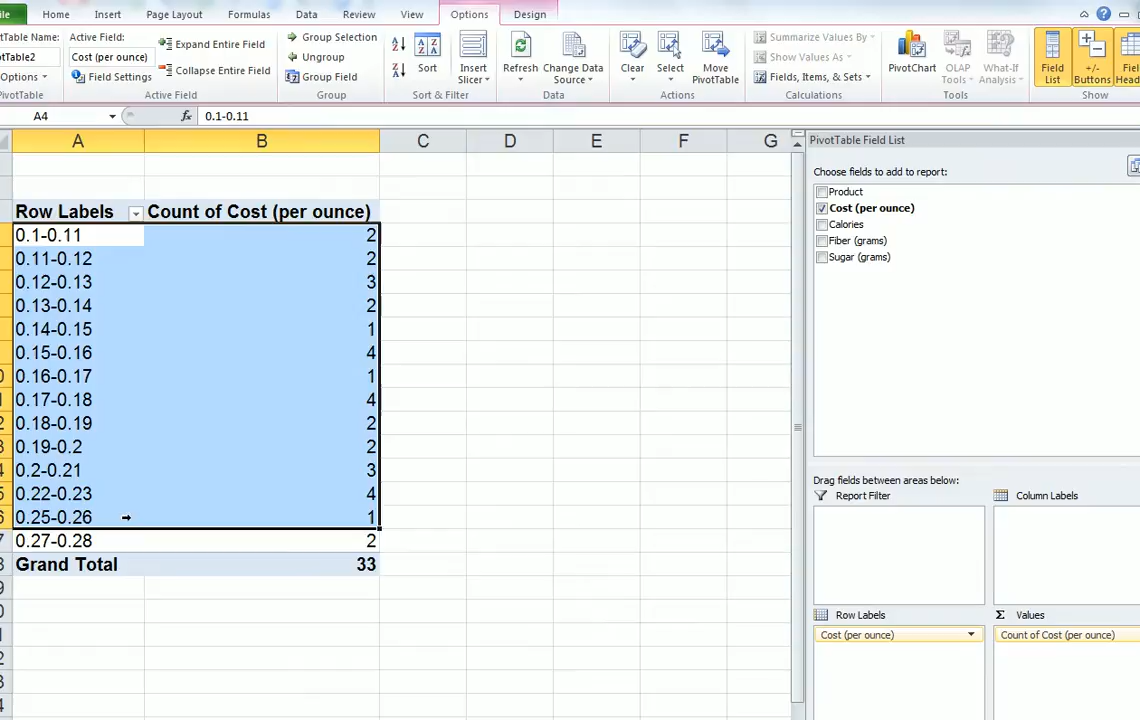 File Home Insert Page Layout Formulas Data Review View Options Design
PivotTable Name: Active Field: Expand Entire Field Group Selection Summarize Values By
PivotTable2 Cost (per ounce) Ungroup Show Values As
Options Field Settings Collapse Entire Field Group Field Fields, Items, & Sets
Sort Insert Slicer Refresh Change Data Source Clear Select Move PivotTable PivotChart OLAP Tools What-If Analysis Field List +/- Buttons Field
PivotTable Active Field Group Sort & Filter Data Actions Calculations Tools Show
A4 fx 0.1-0.11
A B C D E F G
Row Labels Count of Cost (per ounce)
0.1-0.11 2
0.11-0.12 2
0.12-0.13 3
0.13-0.14 2
0.14-0.15 1
0.15-0.16 4
0.16-0.17 1
0.17-0.18 4
0.18-0.19 2
0.19-0.2 2
0.2-0.21 3
0.22-0.23 4
0.25-0.26 1
0.27-0.28 2
Grand Total 33
PivotTable Field List
Choose fields to add to report:
Product
Cost (per ounce)
Calories
Fiber (grams)
Sugar (grams)
Drag fields between areas below:
Report Filter Column Labels
Row Labels Σ Values
Cost (per ounce) Count of Cost (per ounce)